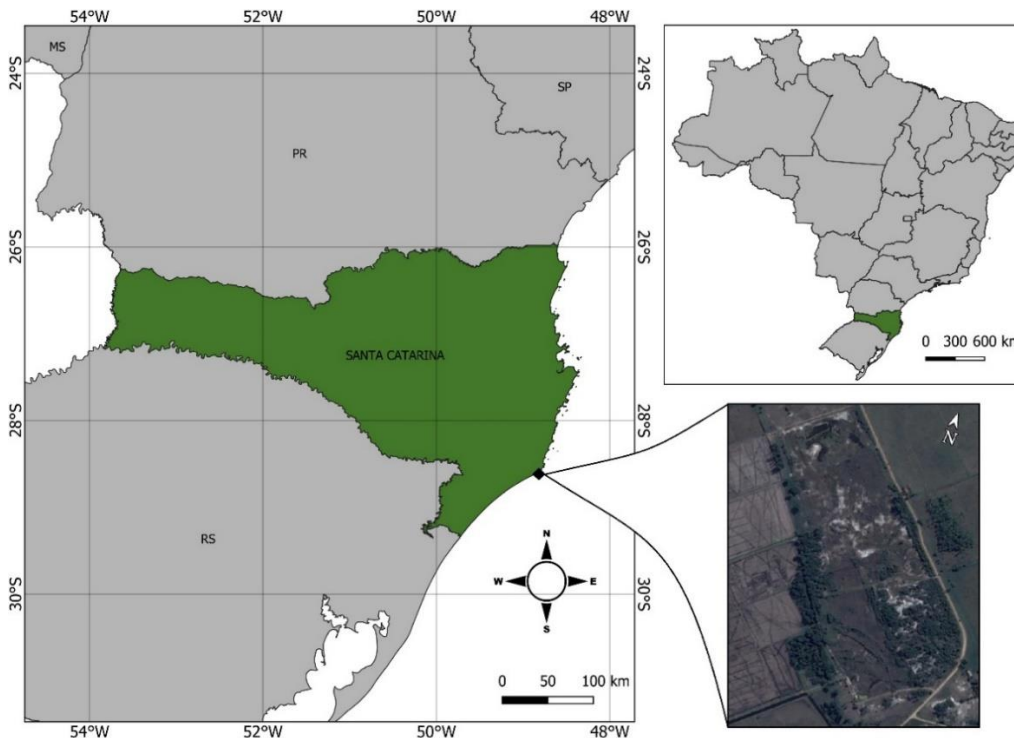 54°W 52°W 50°W 48°W
MS
24°S 24°S
SP
PR
26°S 26°S
SANTA CATARINA
28°S 28°S
RS
30°S 30°S
N
W E
S
0 50 100 km
54°W 52°W 50°W 48°W
0 300 600 km
N